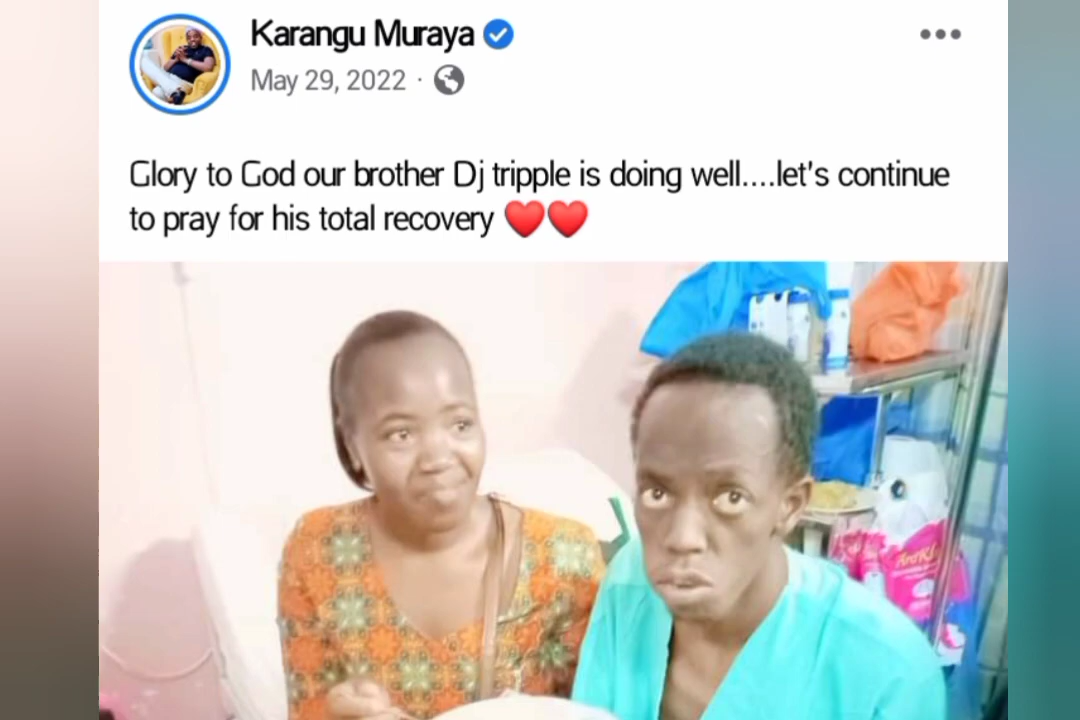 Karangu Muraya
May 29, 2022 ·
Glory to God our brother Dj tripple is doing well....let's continue
to pray for his total recovery ❤️❤️